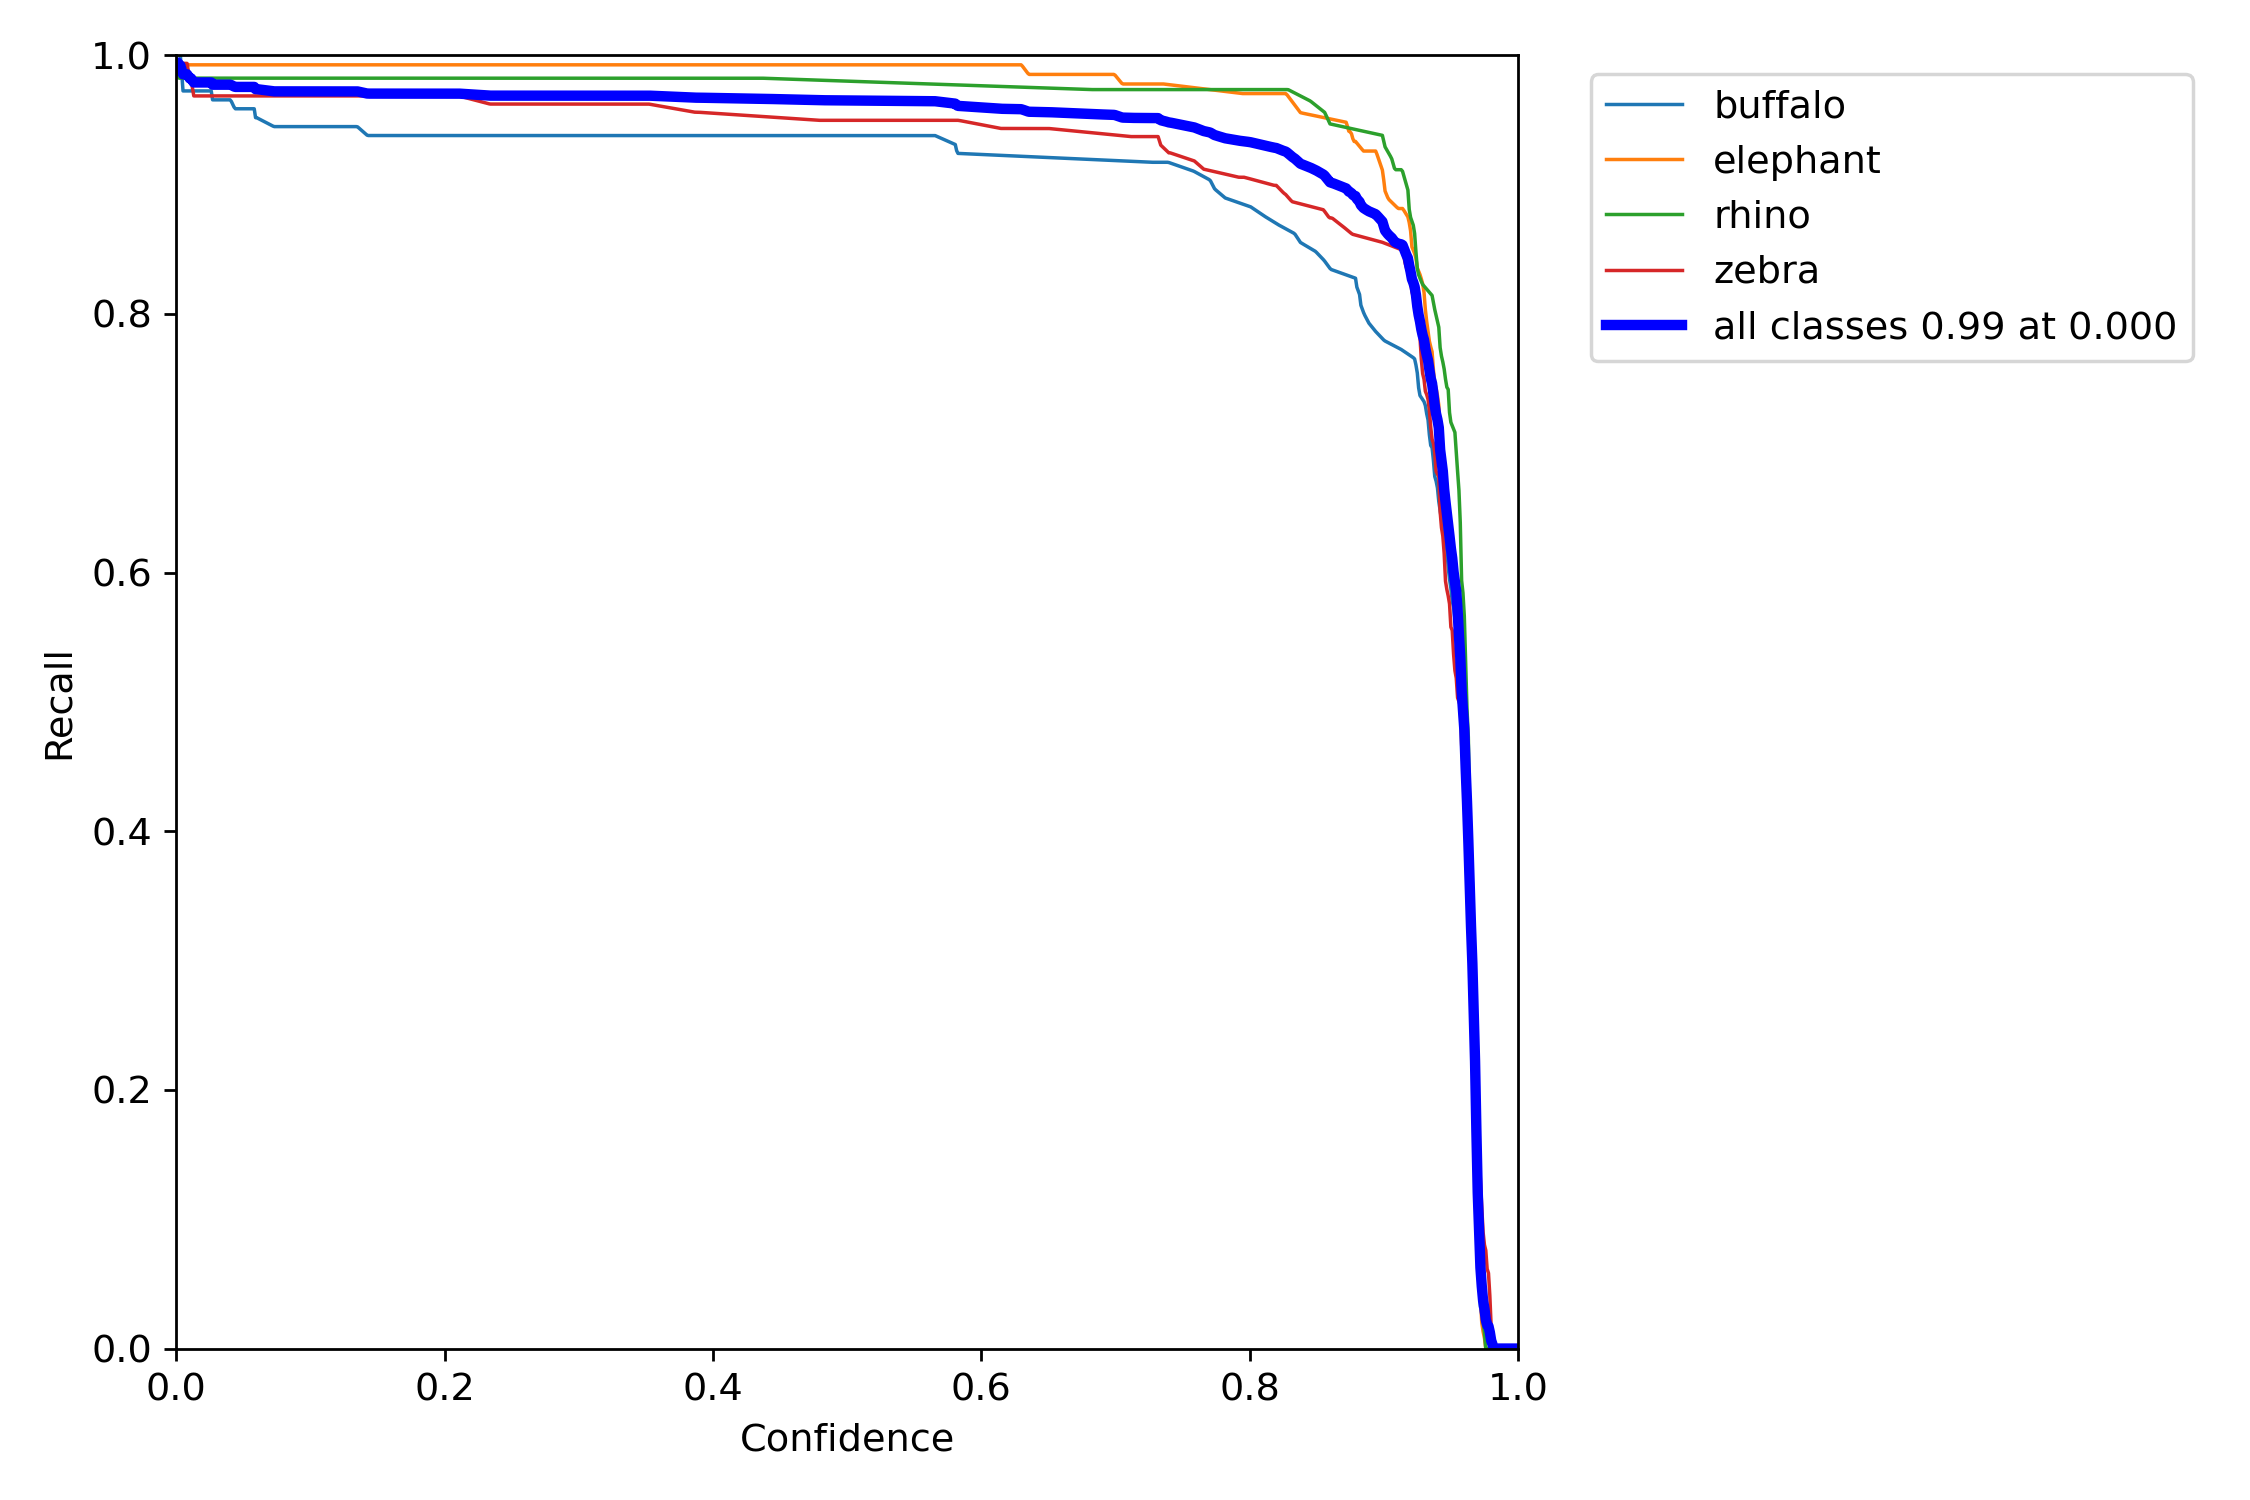 1.0
0.8
0.6
0.4
0.2
0.0
Recall
0.0 0.2 0.4 0.6 0.8 1.0
Confidence
buffalo
elephant
rhino
zebra
all classes 0.99 at 0.000